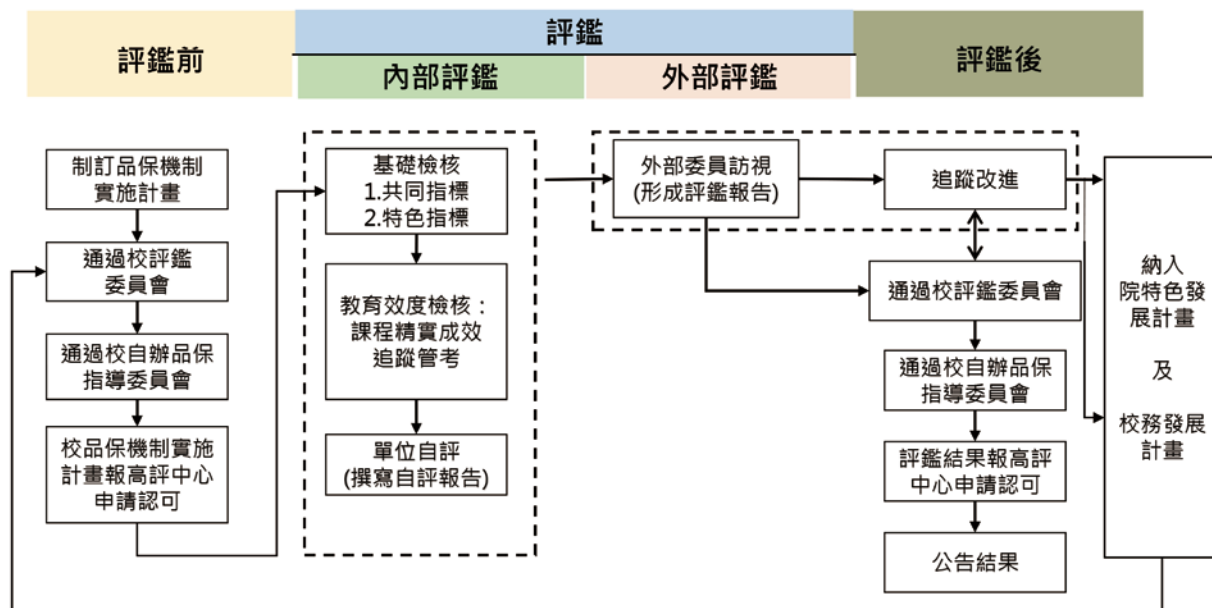 評鑑前
評鑑
內部評鑑
外部評鑑
評鑑後
制訂品保機制
實施計畫
通過校評鑑
委員會
通過校自辦品保
指導委員會
校品保機制實施
計畫報高評中心
申請認可
基礎檢核
1.共同指標
2.特色指標
教育效度檢核：
課程精實成效
追蹤管考
單位自評
(撰寫自評報告)
外部委員訪視
(形成評鑑報告)
追蹤改進
通過校評鑑委員會
通過校自辦品保
指導委員會
評鑑結果報高評
中心申請認可
公告結果
納入
院特色發
展計畫
及
校務發展
計畫